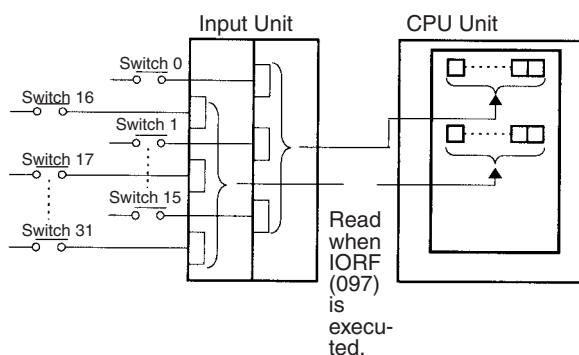 Input Unit
CPU Unit
Switch 0
Switch 16
Switch 1
Switch 17
Switch 15
Switch 31
Read
when
IORF
(097)
is
execu-
ted.